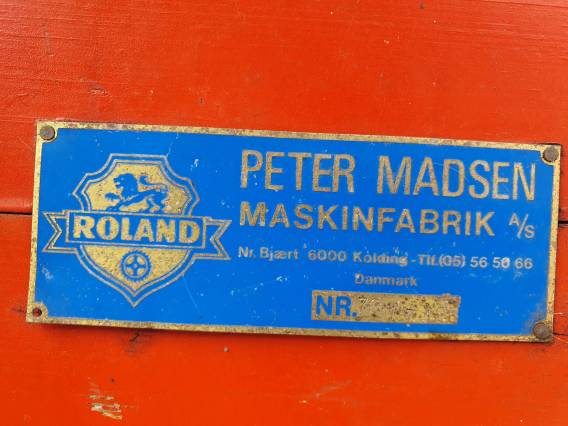 ROLAND
PETER MADSEN
MASKINFABRIK A/S
Nr. Bjært 6000 Kolding - Tlf.(05) 56 50 66
Danmark
NR.